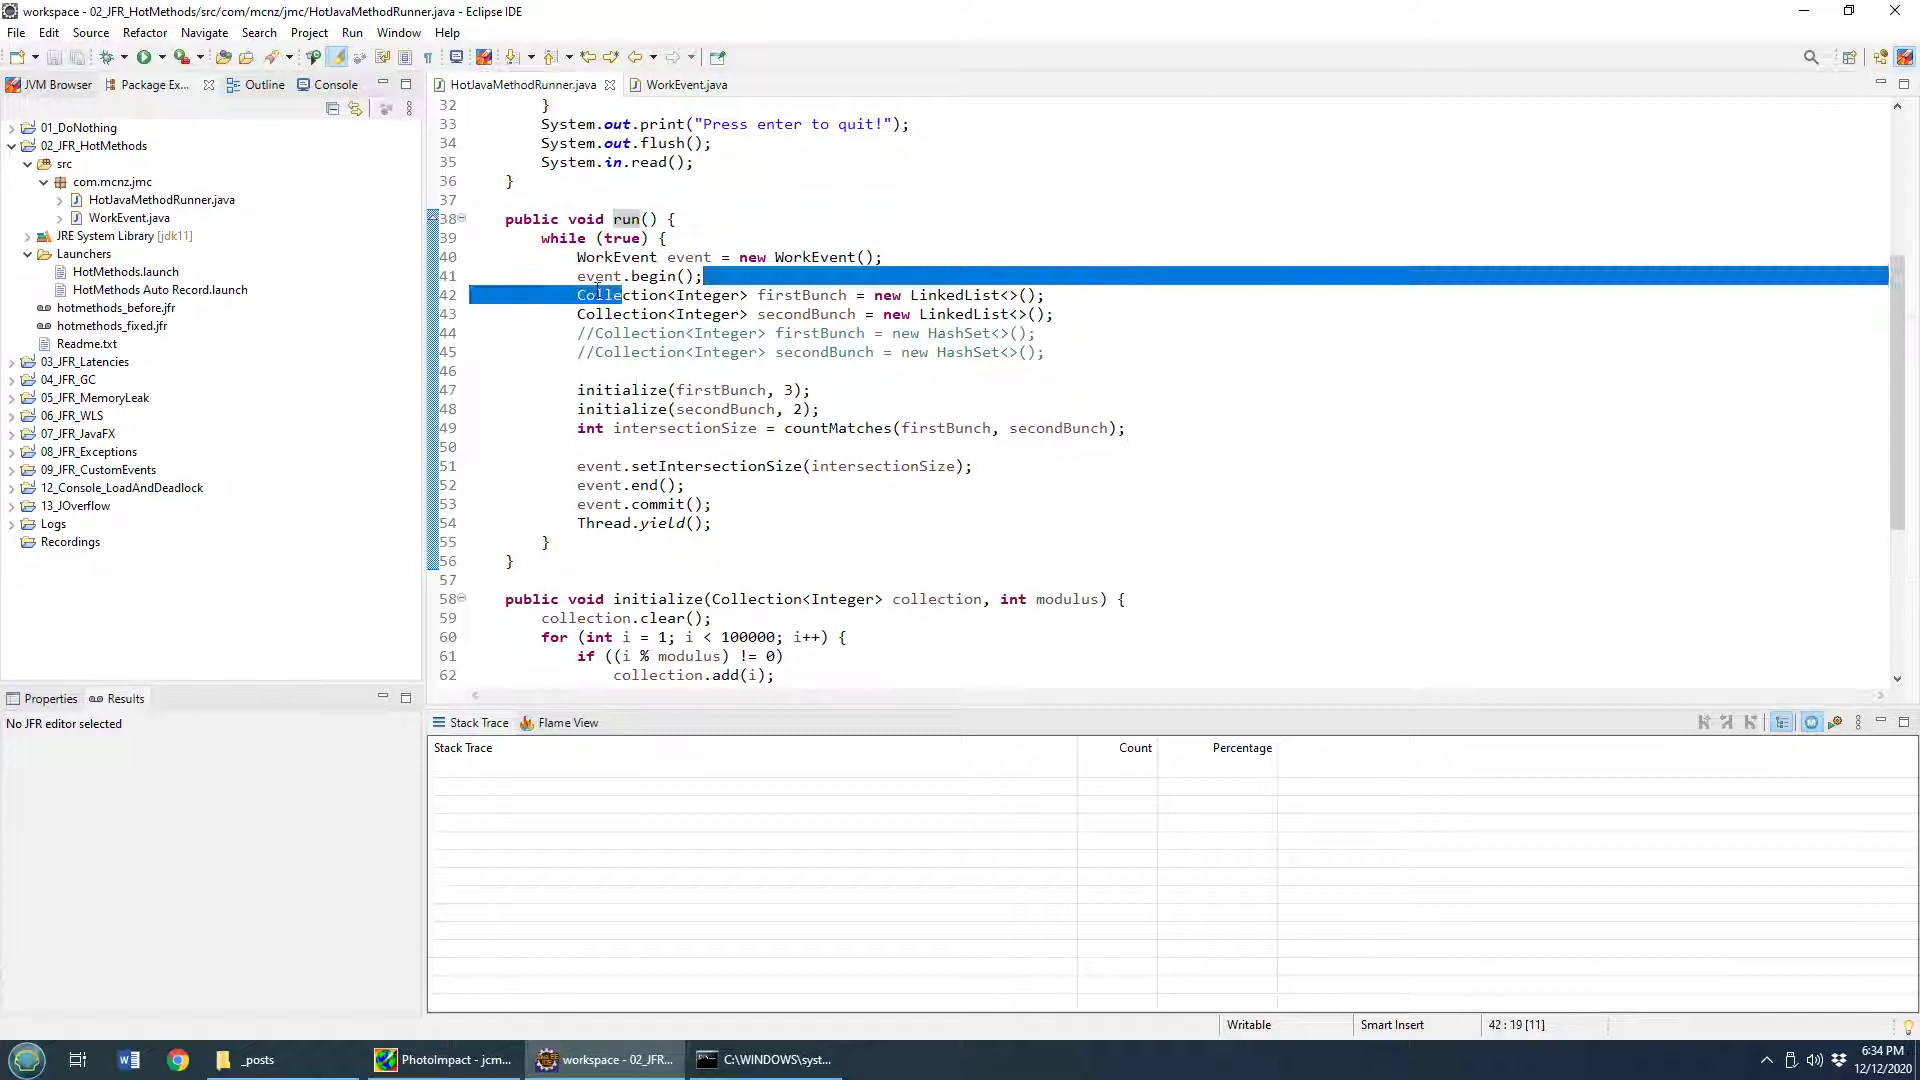 workspace - 02_JFR_HotMethods/src/com/mcnz/jmc/HotJavaMethodRunner.java - Eclipse IDE
File Edit Source Refactor Navigate Search Project Run Window Help
JVM Browser Package Ex... Outline Console
HotJavaMethodRunner.java WorkEvent.java
01_DoNothing
02_JFR_HotMethods
src
com.mcnz.jmc
HotJavaMethodRunner.java
WorkEvent.java
JRE System Library [jdk11]
Launchers
HotMethods.launch
HotMethods Auto Record.launch
hotmethods_before.jfr
hotmethods_fixed.jfr
Readme.txt
03_JFR_Latencies
04_JFR_GC
05_JFR_MemoryLeak
06_JFR_WLS
07_JFR_JavaFX
08_JFR_Exceptions
09_JFR_CustomEvents
12_Console_LoadAndDeadlock
13_JOverflow
Logs
Recordings
32 }
33 System.out.print("Press enter to quit!");
34 System.out.flush();
35 System.in.read();
36 }
37
38 public void run() {
39 while (true) {
40 WorkEvent event = new WorkEvent();
41 event.begin();
42 Collection<Integer> firstBunch = new LinkedList<>();
43 Collection<Integer> secondBunch = new LinkedList<>();
44 //Collection<Integer> firstBunch = new HashSet<>();
45 //Collection<Integer> secondBunch = new HashSet<>();
46
47 initialize(firstBunch, 3);
48 initialize(secondBunch, 2);
49 int intersectionSize = countMatches(firstBunch, secondBunch);
50
51 event.setIntersectionSize(intersectionSize);
52 event.end();
53 event.commit();
54 Thread.yield();
55 }
56 }
57
58 public void initialize(Collection<Integer> collection, int modulus) {
59 collection.clear();
60 for (int i = 1; i < 100000; i++) {
61 if ((i % modulus) != 0)
62 collection.add(i);
Properties Results
No JFR editor selected
Stack Trace Flame View
Stack Trace Count Percentage
Writable Smart Insert 42 : 19 [11]
_posts PhotoImpact - jcm... workspace - 02_JFR... C:\WINDOWS\syst...
6:34 PM
12/12/2020